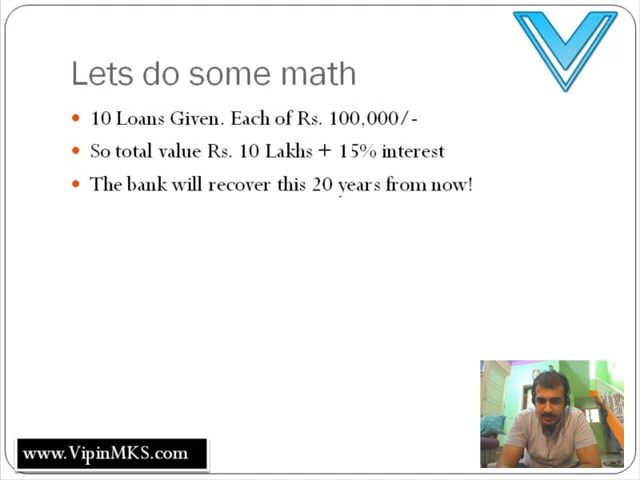 Lets do some math
10 Loans Given. Each of Rs. 100,000/-
So total value Rs. 10 Lakhs + 15% interest
The bank will recover this 20 years from now!
www.VipinMKS.com